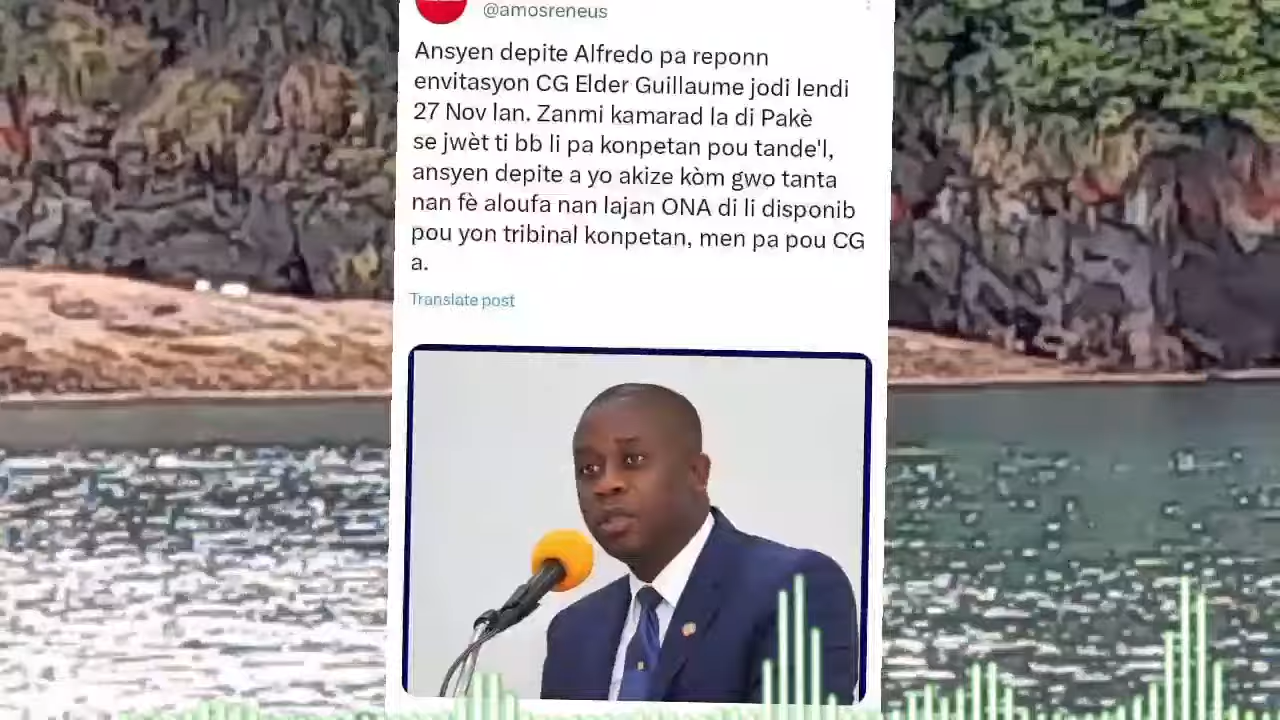 @amosreneus
Ansyen depite Alfredo pa reponn
envitasyon CG Elder Guillaume jodi lendi
27 Nov lan. Zanmi kamarad la di Pakè
se jwèt ti bb li pa konpetan pou tande'l,
ansyen depite a yo akize kòm gwo tanta
nan fè aloufa nan lajan ONA di li disponib
pou yon tribinal konpetan, men pa pou CG
a.
Translate post